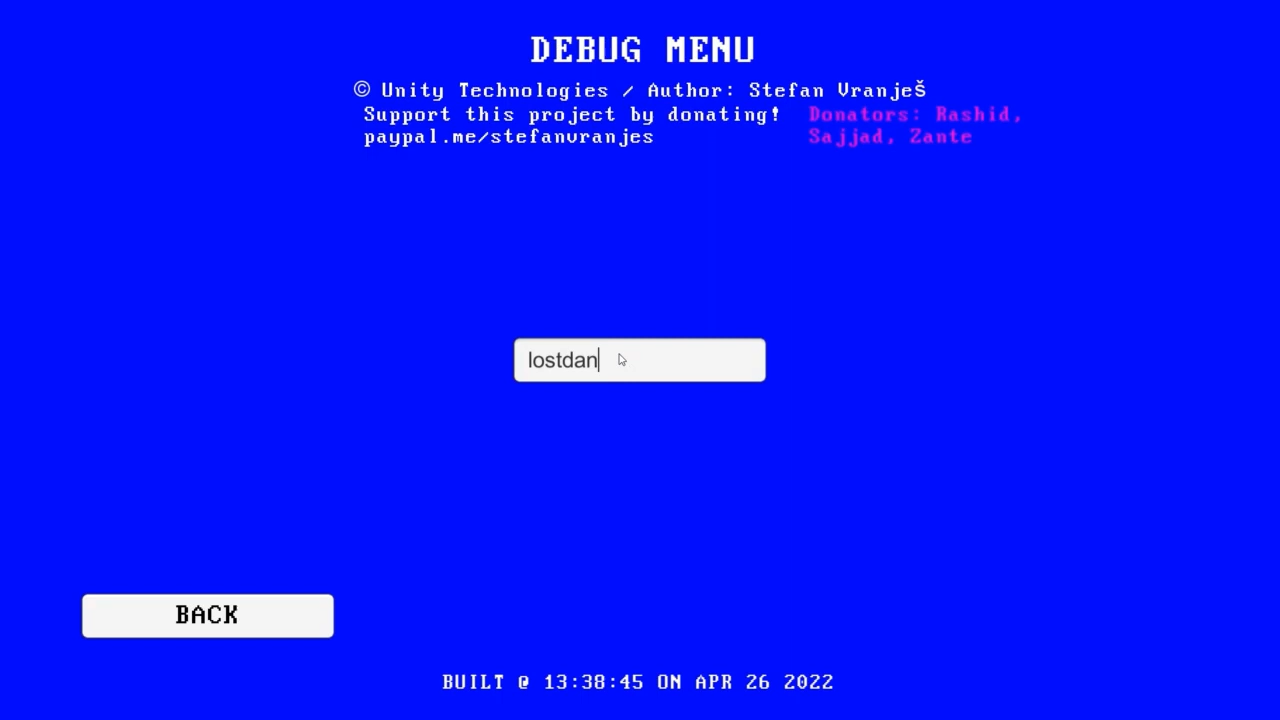 DEBUG MENU
© Unity Technologies / Author: Stefan Vranješ
Support this project by donating! Donators: Rashid,
paypal.me/stefanvranjes Sajjad, Zante
lostdan
BACK
BUILT @ 13:38:45 ON APR 26 2022